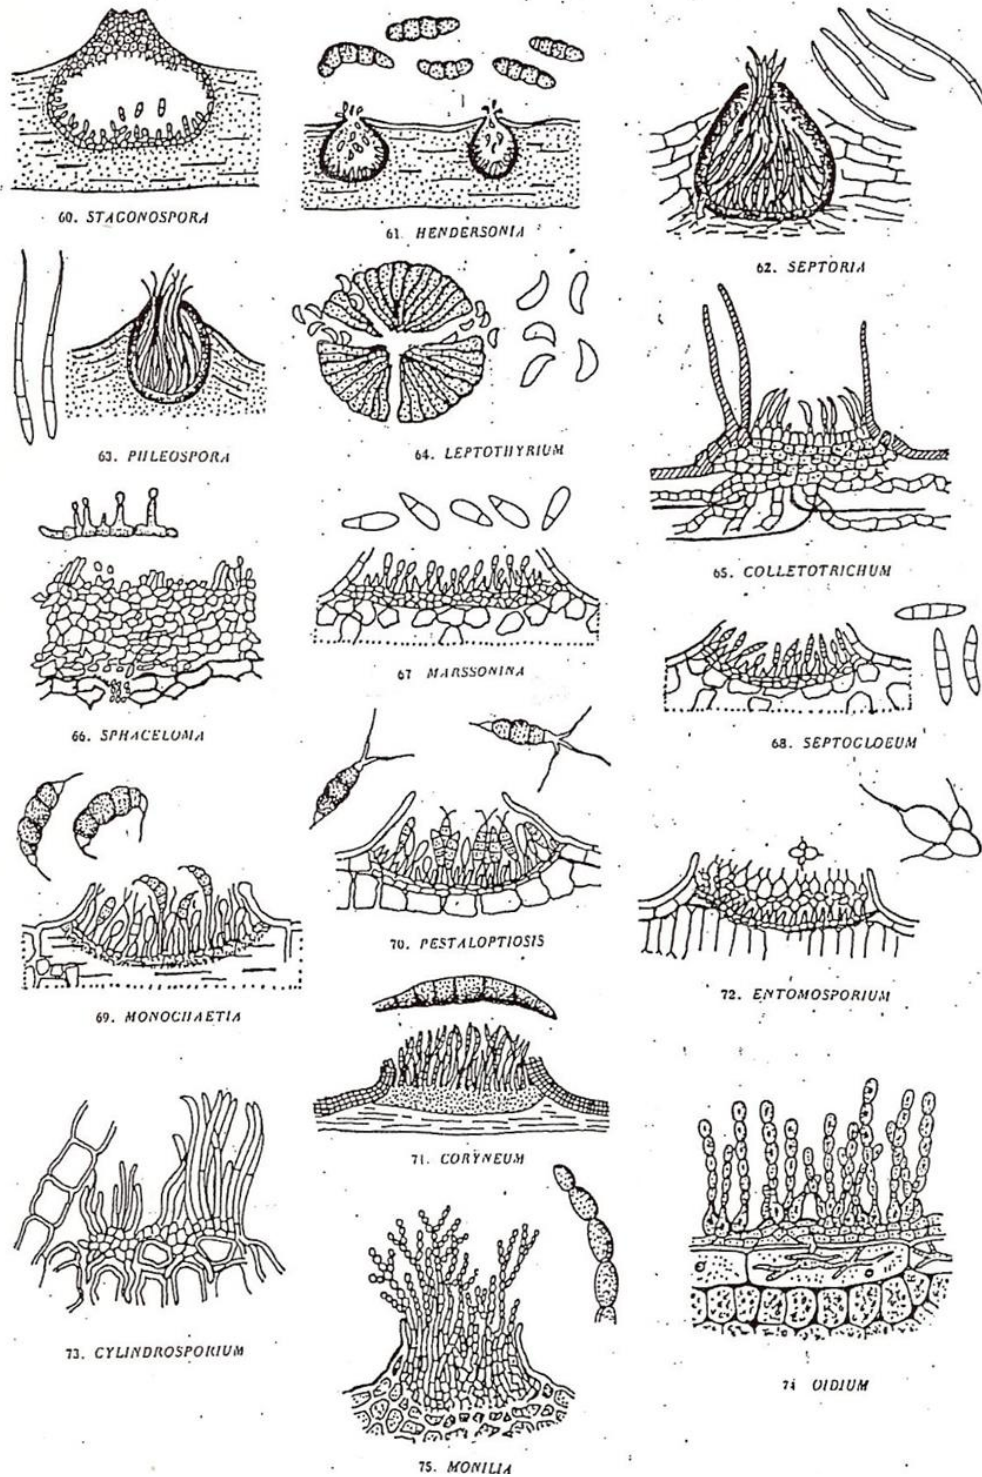 60. STAGONOSPORA
61. HENDERSONIA
62. SEPTORIA
63. PHLEOSPORA
64. LEPTOTHYRIUM
65. COLLETOTRICHUM
66. SPHACELOMA
67 MARSSONINA
68. SEPTOGLOEUM
69. MONOCHAETIA
70. PESTALOPTIOSIS
72. ENTOMOSPORIUM
71. CORYNEUM
73. CYLINDROSPORIUM
74 OIDIUM
75. MONILIA